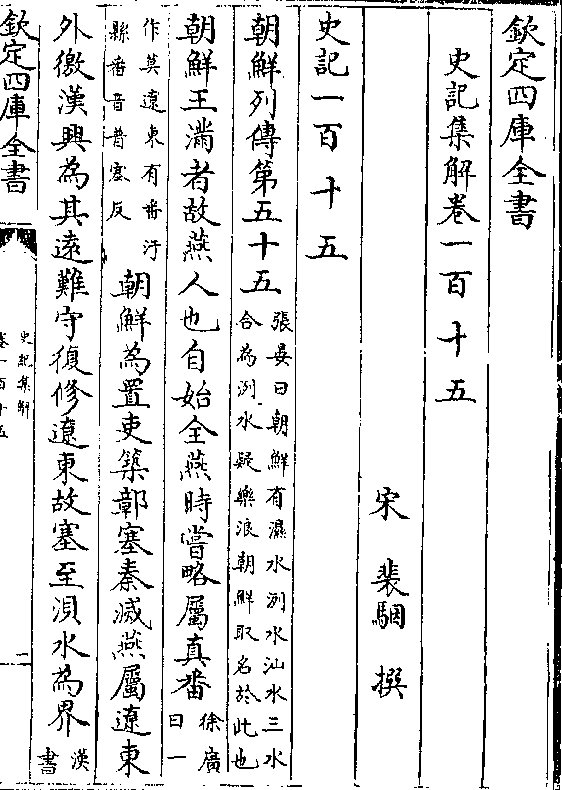 欽定四庫全書
史記集解卷一百十五
宋 裴駰 撰
史記一百十五
朝鮮列傳第五十五
張晏曰朝鮮有濕水洌水汕水三水
合為洌水疑樂浪朝鮮取名於此也
朝鮮王滿者故燕人也自始全燕時嘗略屬真番
徐廣
曰一
作莫遼東有番汗
縣番音普寒反
朝鮮為置吏築鄣塞秦滅燕屬遼東
外徼漢興為其遠難守復修遼東故塞至浿水為界
漢
書
欽定四庫全書
史記集解
卷一百十五
一